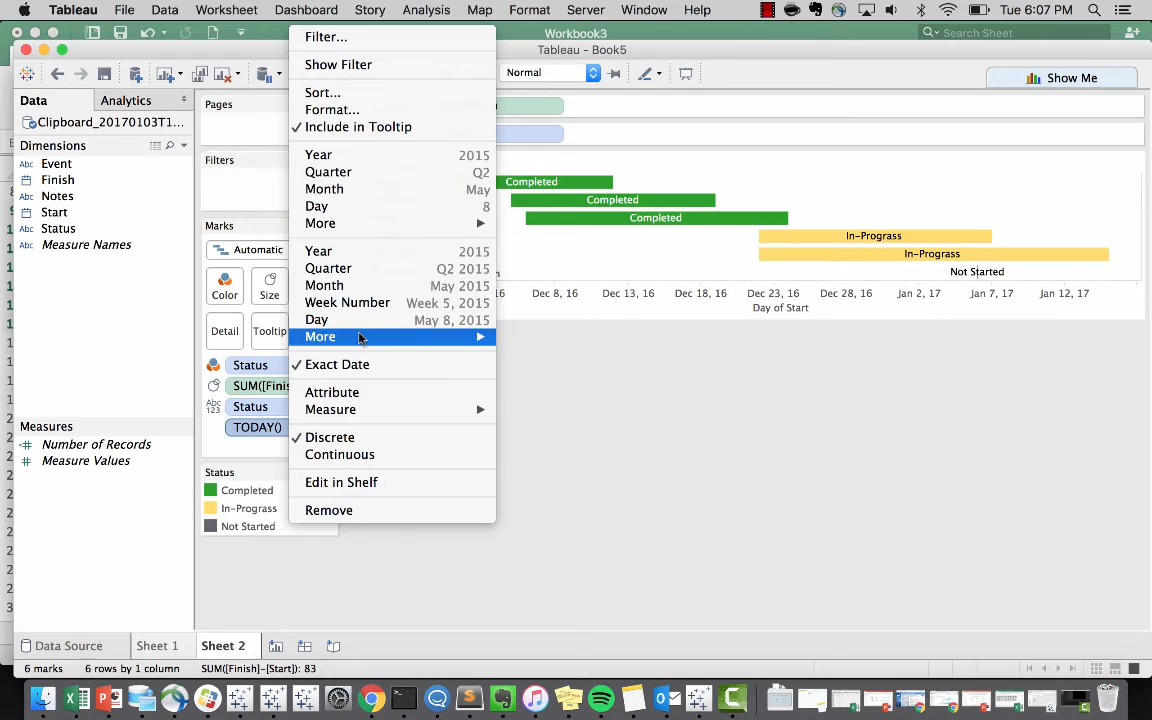 Tableau File Data Worksheet Dashboard Story Analysis Map Format Server Window Help Tue 6:07 PM
Workbook3
Search Sheet
Tableau - Book5
Normal
Show Me
Data Analytics
Clipboard_20170103T1...
Dimensions
Abc Event
Finish
Abc Notes
Start
Abc Status
Measure Names
Measures
Number of Records
Measure Values
Pages
Filters
Marks
Automatic
Color Size
Detail Tooltip
Status
SUM([Finis
Abc
123
Status
TODAY()
Status
Completed
In-Prograss
Not Started
Filter...
Show Filter
Sort...
Format...
✓ Include in Tooltip
Year 2015
Quarter Q2
Month May
Day 8
More
Year 2015
Quarter Q2 2015
Month May 2015
Week Number Week 5, 2015
Day May 8, 2015
More
✓ Exact Date
Attribute
Measure
✓ Discrete
Continuous
Edit in Shelf
Remove
Completed
Completed
Completed
In-Prograss
In-Prograss
Not Started
16 Dec 8, 16 Dec 13, 16 Dec 18, 16 Dec 23, 16 Dec 28, 16 Jan 2, 17 Jan 7, 17 Jan 12, 17
Day of Start
Data Source Sheet 1 Sheet 2
6 marks 6 rows by 1 column SUM([Finish]-[Start]): 83